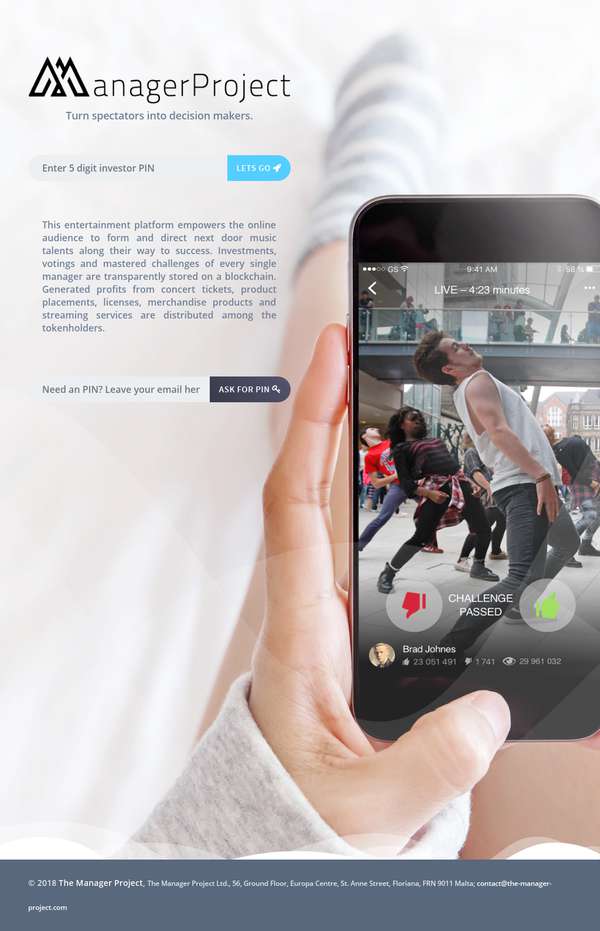 ManagerProject
Turn spectators into decision makers.
Enter 5 digit investor PIN
LETS GO
This entertainment platform empowers the online
audience to form and direct next door music
talents along their way to success. Investments,
votings and mastered challenges of every single
manager are transparently stored on a blockchain.
Generated profits from concert tickets, product
placements, licenses, merchandise products and
streaming services are distributed among the
tokenholders.
Need an PIN? Leave your email her
ASK FOR PIN
GS 9:41 AM 58 %
LIVE – 4:23 minutes
CHALLENGE
PASSED
Brad Johnes
23 051 491 1 741 29 961 032
© 2018 The Manager Project, The Manager Project Ltd., 56, Ground Floor, Europa Centre, St. Anne Street, Floriana, FRN 9011 Malta; contact@the-manager-
project.com